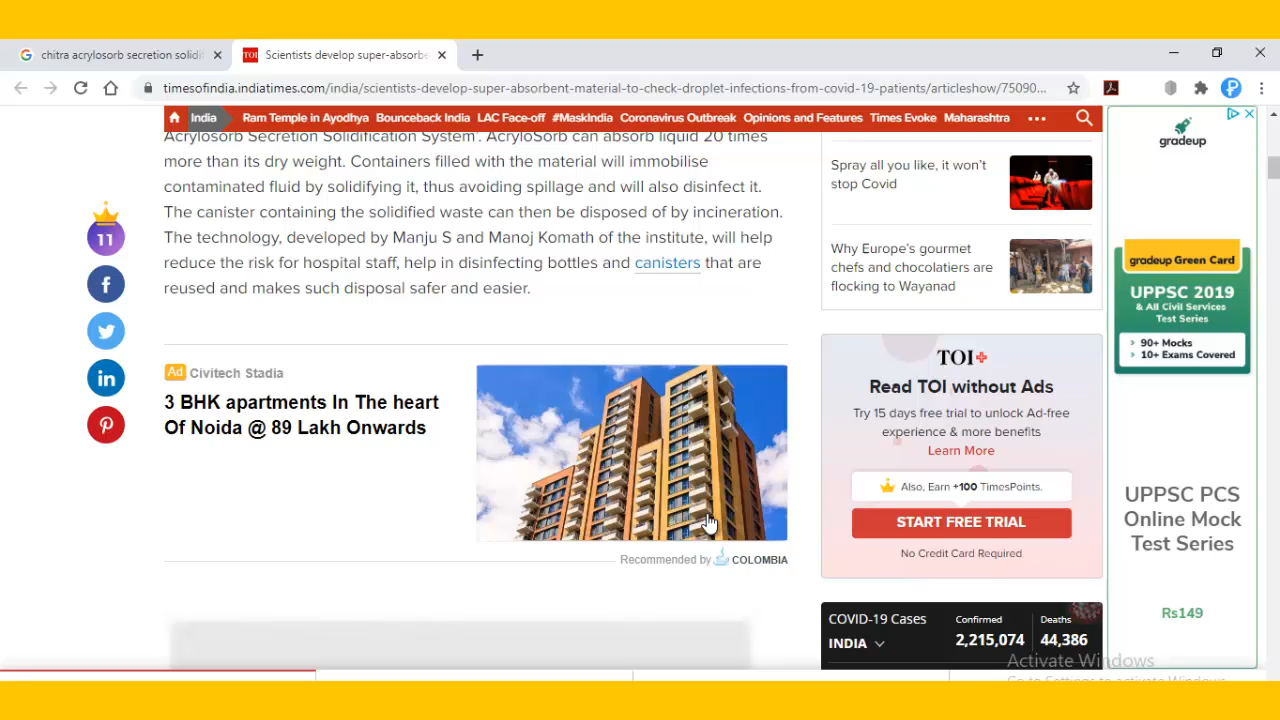 chitra acrylosorb secretion solidif
TOI
Scientists develop super-absorbe
timesofindia.indiatimes.com/india/scientists-develop-super-absorbent-material-to-check-droplet-infections-from-covid-19-patients/articleshow/75090...
India
Ram Temple in Ayodhya
Bounceback India
LAC Face-off
#MaskIndia
Coronavirus Outbreak
Opinions and Features
Times Evoke
Maharashtra
Acrylosorb Secretion Solidification System'. AcryloSorb can absorb liquid 20 times
more than its dry weight. Containers filled with the material will immobilise
contaminated fluid by solidifying it, thus avoiding spillage and will also disinfect it.
The canister containing the solidified waste can then be disposed of by incineration.
The technology, developed by Manju S and Manoj Komath of the institute, will help
reduce the risk for hospital staff, help in disinfecting bottles and canisters that are
reused and makes such disposal safer and easier.
11
Ad Civitech Stadia
3 BHK apartments In The heart
Of Noida @ 89 Lakh Onwards
Recommended by COLOMBIA
Spray all you like, it won't
stop Covid
Why Europe's gourmet
chefs and chocolatiers are
flocking to Wayanad
TOI+
Read TOI without Ads
Try 15 days free trial to unlock Ad-free
experience & more benefits
Learn More
Also, Earn +100 TimesPoints.
START FREE TRIAL
No Credit Card Required
COVID-19 Cases
INDIA
Confirmed
2,215,074
Deaths
44,386
gradeup
gradeup Green Card
UPPSC 2019
& All Civil Services
Test Series
90+ Mocks
10+ Exams Covered
UPPSC PCS
Online Mock
Test Series
Rs149
Activate Windows
Go to Settings to activate Windows.